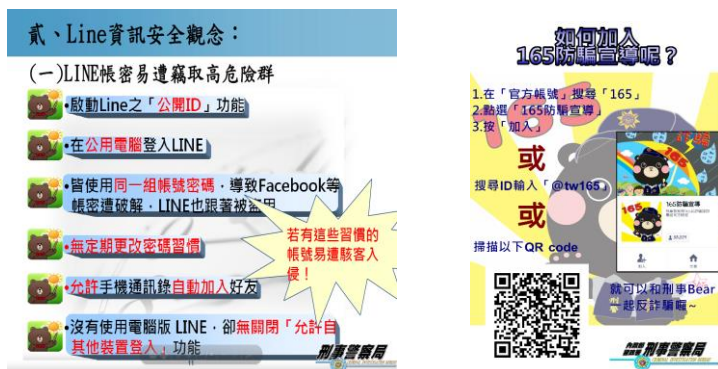 貳、Line資訊安全觀念：
(一)LINE帳密易遭竊取高危險群
•啟動Line之「公開ID」功能
•在公用電腦登入LINE
•皆使用同一組帳號密碼，導致Facebook等
帳密遭破解，LINE也跟著被盜用
•無定期更改密碼習慣
•允許手機通訊錄自動加入好友
•沒有使用電腦版 LINE，卻無關閉「允許自
其他裝置登入」功能
若有這些習慣的
帳號易遭駭客入
侵！
刑事警察局
如何加入
165防騙宣導呢？
1.在「官方帳號」搜尋「165」
2.點選「165防騙宣導」
3.按「加入」
或
搜尋ID輸入「@tw165」
或
掃描以下QR code
165
165防騙宣導
就可以和刑事Bear
一起反詐騙喔~
內政部
警政署
刑事警察局